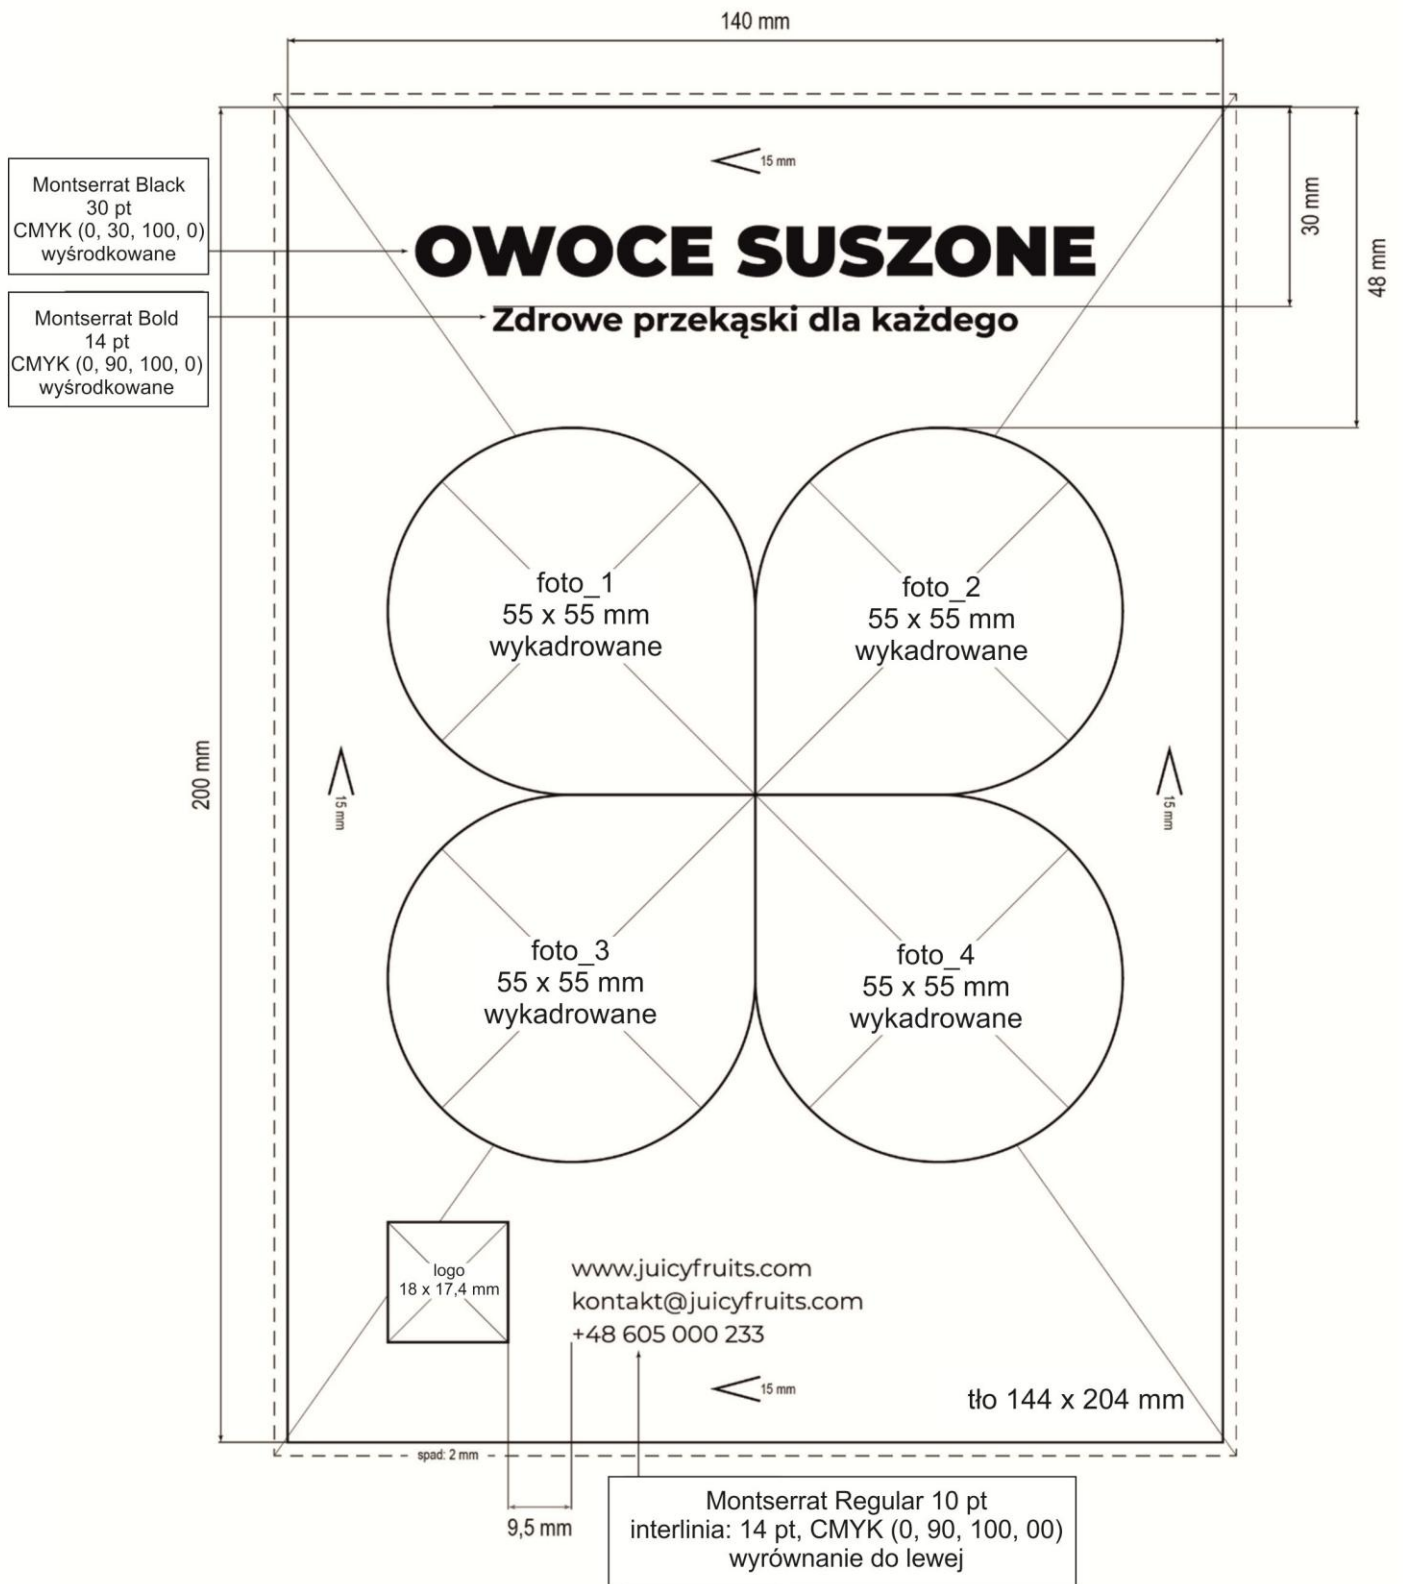 140 mm
15 mm
Montserrat Black
30 pt
CMYK (0, 30, 100, 0)
wyśrodkowane
30 mm
48 mm
OWOCE SUSZONE
Montserrat Bold
14 pt
CMYK (0, 90, 100, 0)
wyśrodkowane
Zdrowe przekąski dla każdego
foto_1
55 x 55 mm
wykadrowane
foto_2
55 x 55 mm
wykadrowane
200 mm
15 mm
15 mm
foto_3
55 x 55 mm
wykadrowane
foto_4
55 x 55 mm
wykadrowane
logo
18 x 17,4 mm
www.juicyfruits.com
kontakt@juicyfruits.com
+48 605 000 233
15 mm
tło 144 x 204 mm
spad: 2 mm
9,5 mm
Montserrat Regular 10 pt
interlinia: 14 pt, CMYK (0, 90, 100, 00)
wyrównanie do lewej